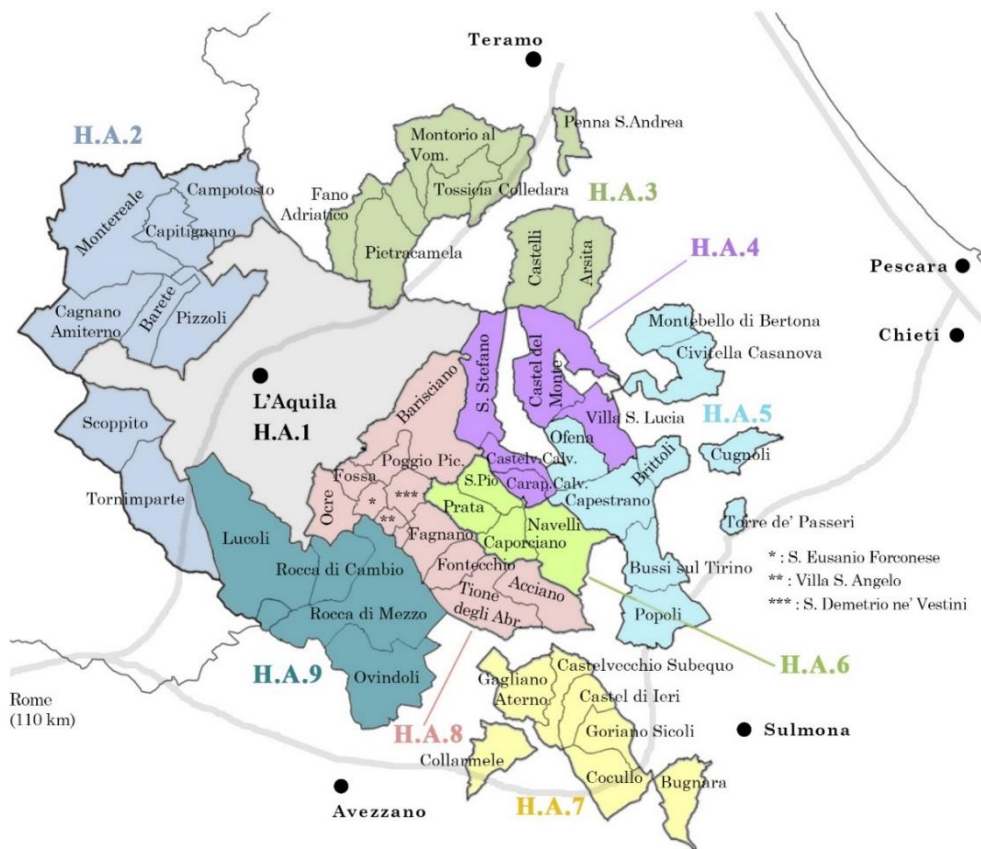 Teramo
H.A.2
Penna S.Andrea
Montorio al
Vom.
Campotosto
Tossicia Colledara
H.A.3
Fano
Adriatico
Montereale
Capitignano
Pietracamela
Castelli
Arsita
H.A.4
Pescara
Cagnano
Amiterno
Barete
Pizzoli
Montebello di Bertona
Chieti
Civitella Casanova
S. Stefano
Castel del
Monte
L'Aquila
H.A.1
Barisciano
Villa S. Lucia
H.A.5
Scoppito
Ofena
Cugnoli
Brittoli
Poggio Pic.
Castelv.Calv.
Fossa
S.Pio
Carap.Calv.
Capestrano
Tornimparte
Ocre
*
***
Prata
Navelli
Torre de' Passeri
**
Lucoli
Fagnano
Caporciano
* : S. Eusanio Forconese
Rocca di Cambio
Fontecchio
Bussi sul Tirino
** : Villa S. Angelo
Acciano
*** : S. Demetrio ne' Vestini
Tione
degli Abr.
Rocca di Mezzo
Popoli
H.A.9
Castelvecchio Subequo
H.A.6
Ovindoli
Gagliano
Aterno
Castel di Ieri
Rome
(110 km)
H.A.8
Goriano Sicoli
Sulmona
Collarmele
Cocullo
Bugnara
Avezzano
H.A.7